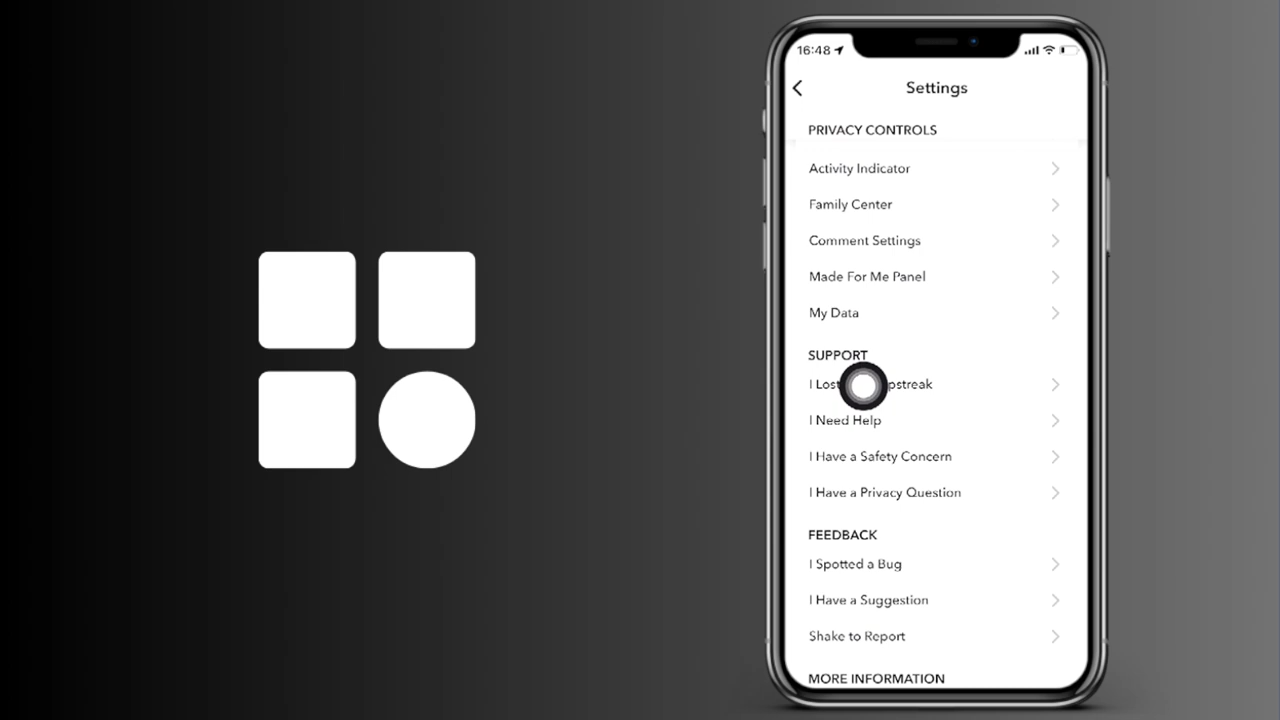 16:48
Settings
PRIVACY CONTROLS
Activity Indicator
Family Center
Comment Settings
Made For Me Panel
My Data
SUPPORT
I Lost pstreak
I Need Help
I Have a Safety Concern
I Have a Privacy Question
FEEDBACK
I Spotted a Bug
I Have a Suggestion
Shake to Report
MORE INFORMATION